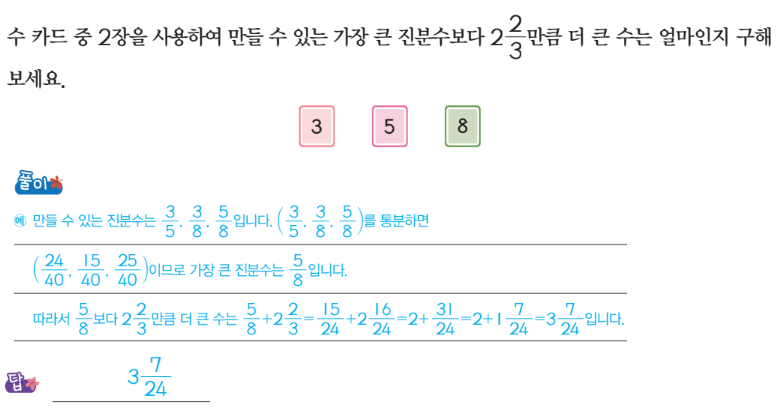 수 카드 중 2장을 사용하여 만들 수 있는 가장 큰 진분수보다 2 2/3만큼 더 큰 수는 얼마인지 구해
보세요.
3 5 8
풀이
예 만들 수 있는 진분수는 3/5, 3/8, 5/8입니다. (3/5, 3/8, 5/8)를 통분하면
(24/40, 15/40, 25/40)이므로 가장 큰 진분수는 5/8입니다.
따라서 5/8보다 2 2/3만큼 더 큰 수는 5/8+2 2/3=15/24+2 16/24=2+31/24=2+1 7/24=3 7/24입니다.
답 3 7/24